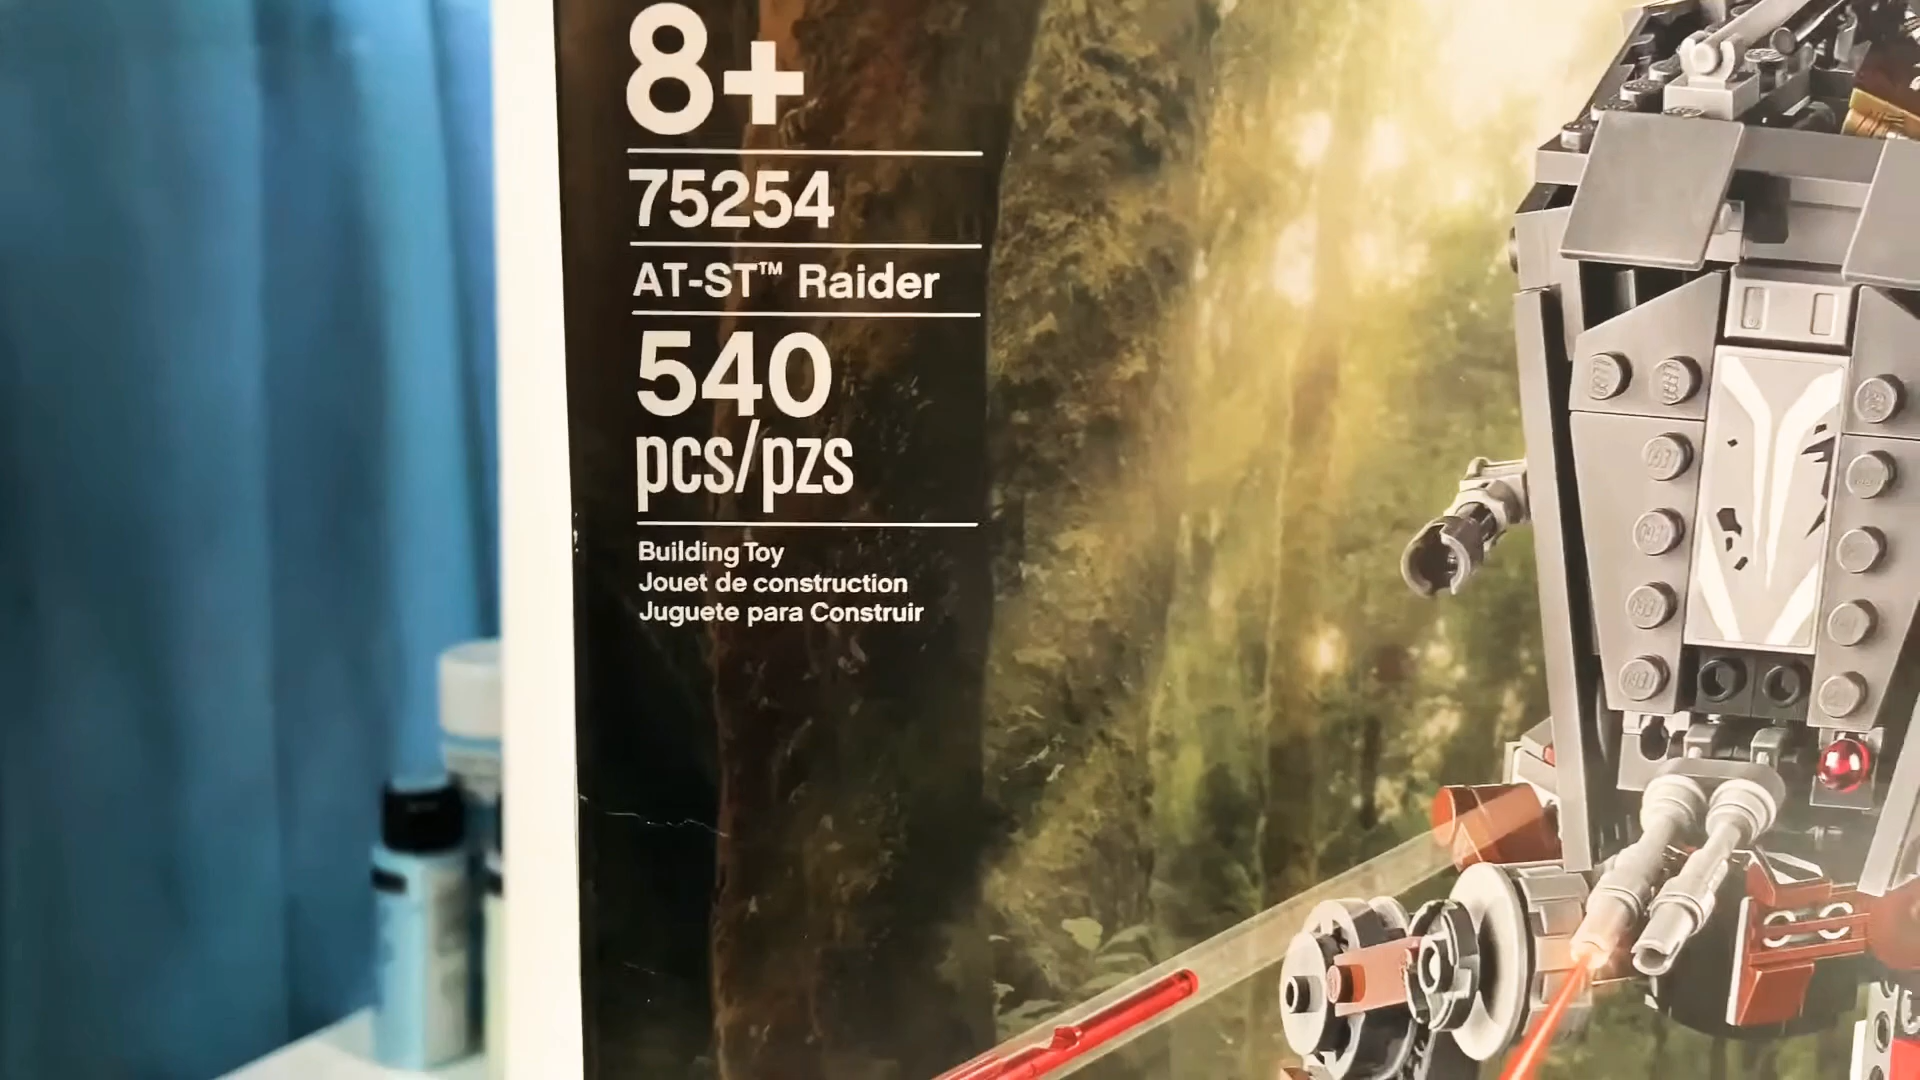 8+
75254
AT-ST™ Raider
540
pcs/pzs
Building Toy
Jouet de construction
Juguete para Construir